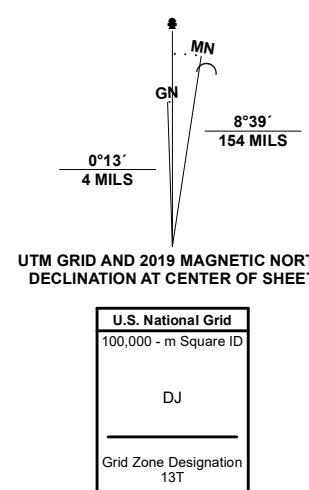 MN
GN
8°39´
154 MILS
0°13´
4 MILS
UTM GRID AND 2019 MAGNETIC NORT
DECLINATION AT CENTER OF SHEET
U.S. National Grid
100,000 - m Square ID
DJ
Grid Zone Designation
13T